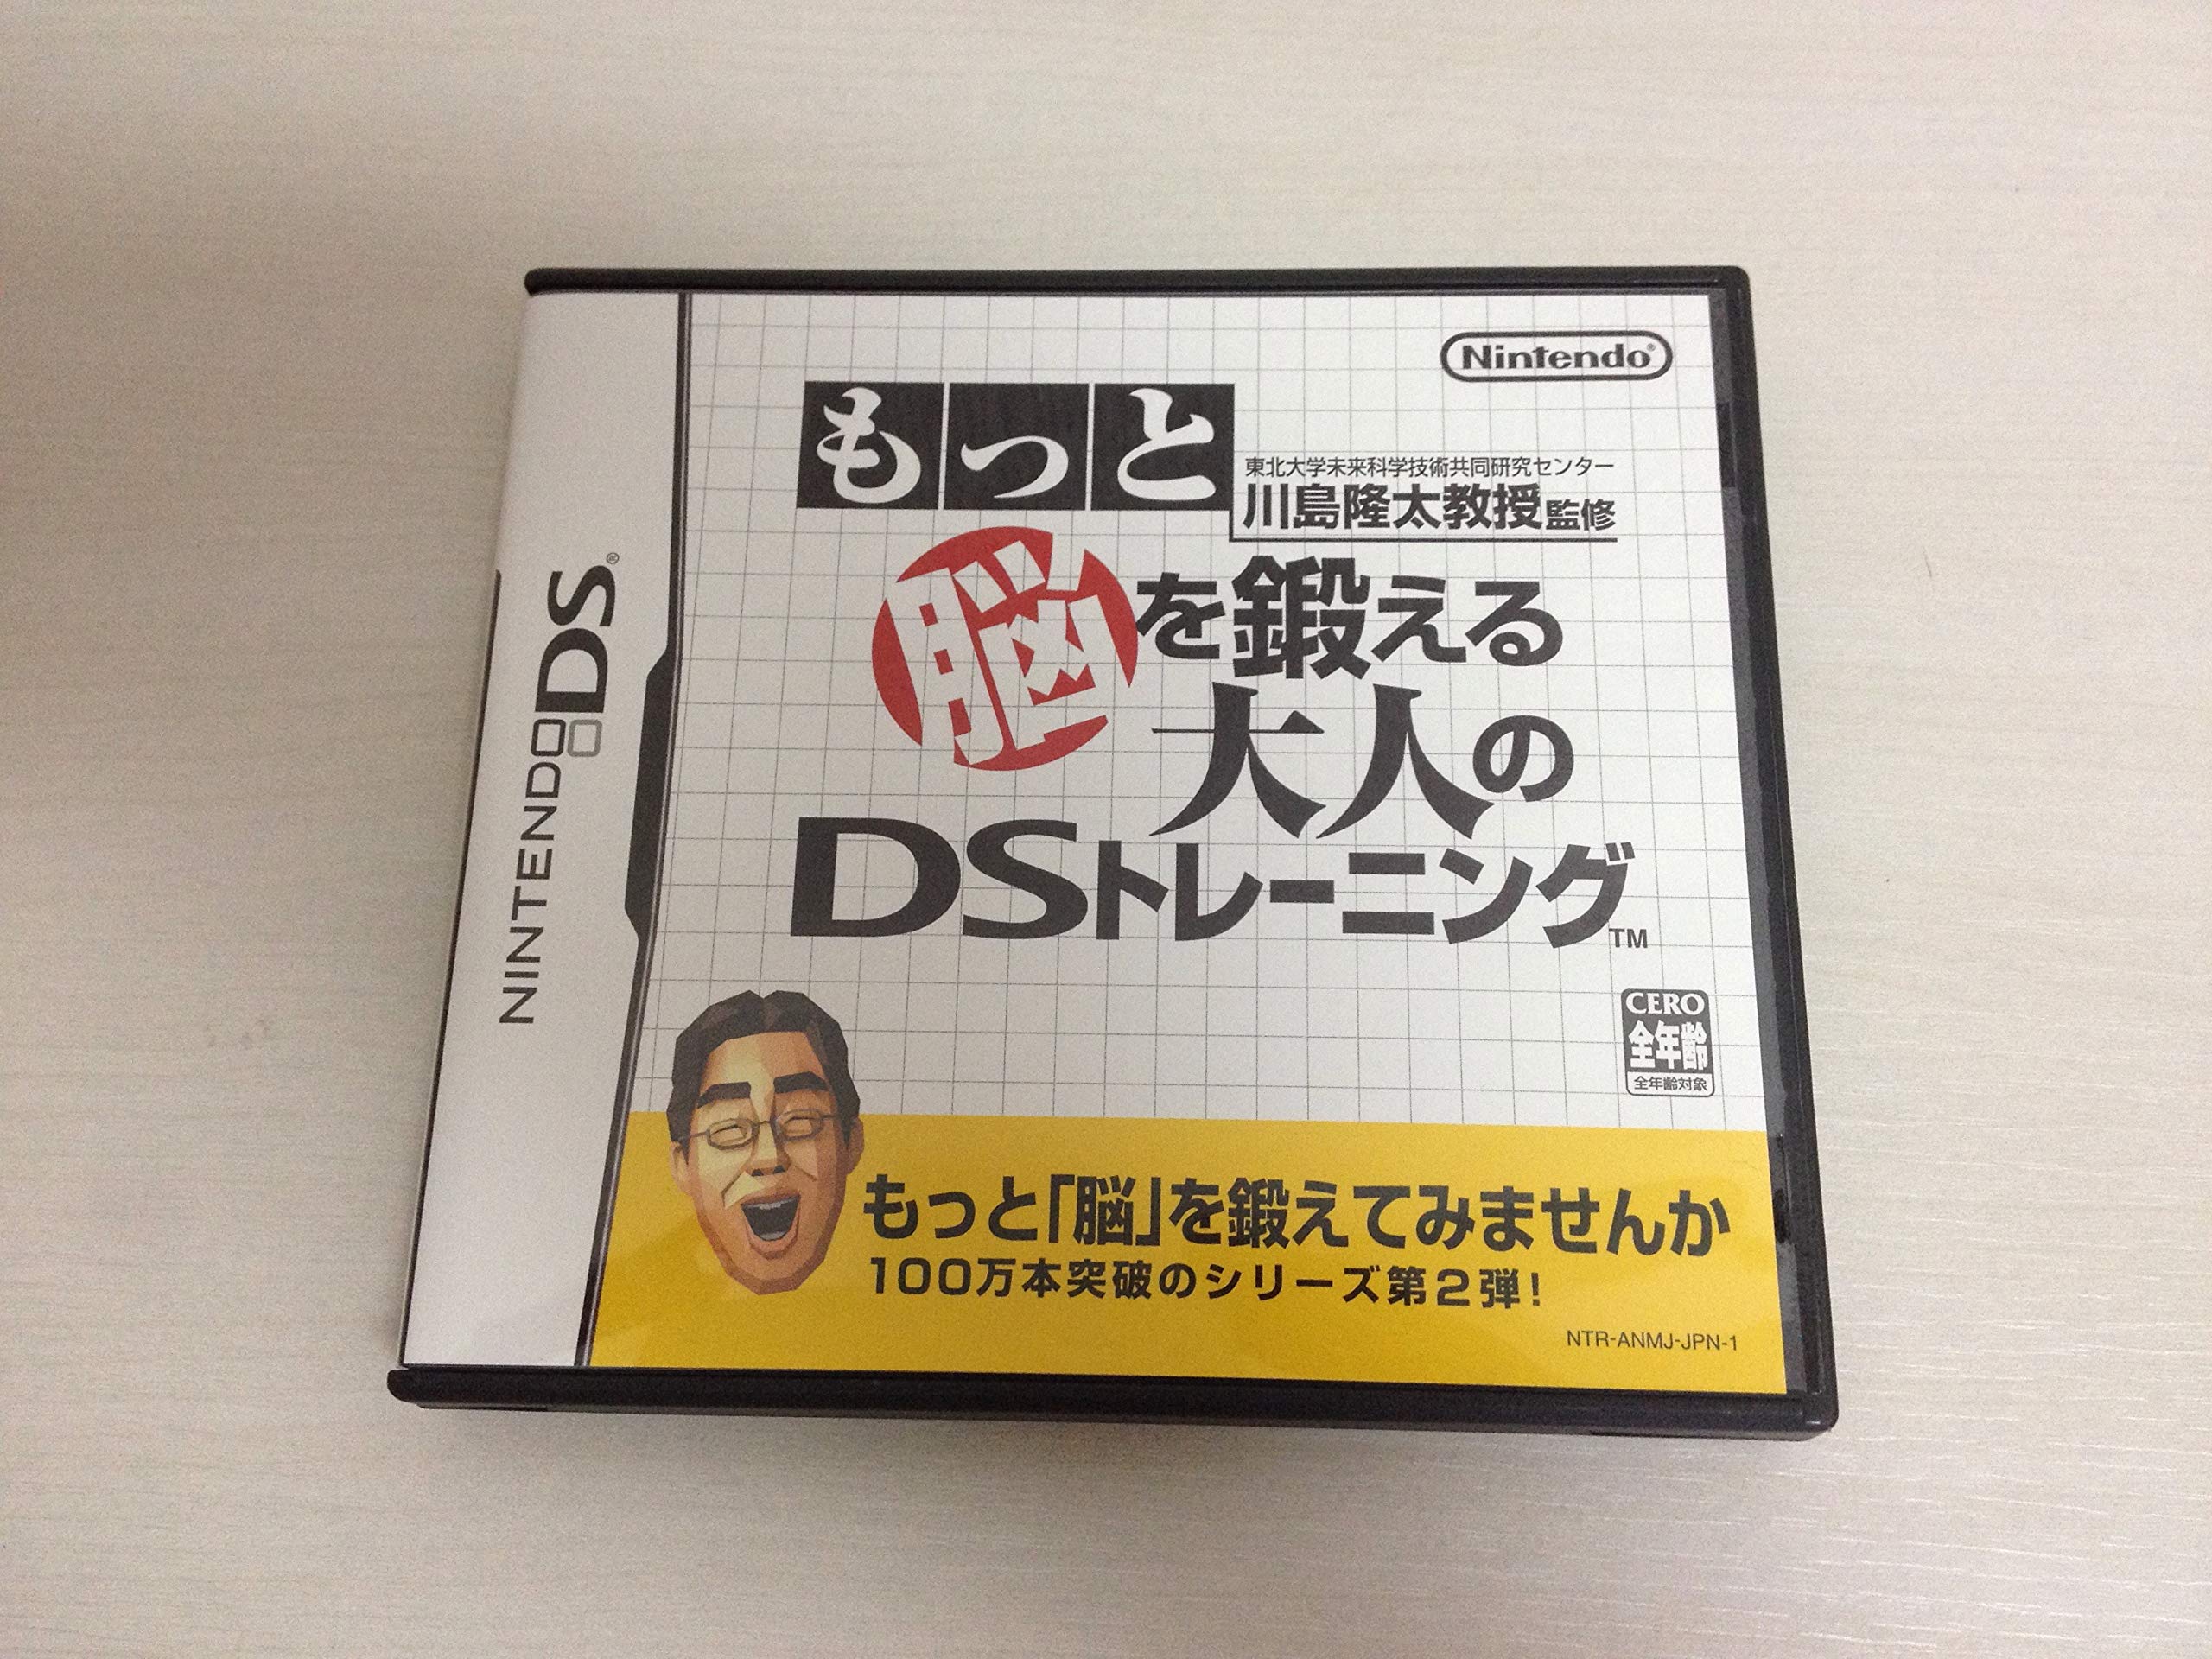 Nintendo®
もっと
東北大学未来科学技術共同研究センター
川島隆太教授監修
脳を鍛える
大人の
DSトレーニング™
NINTENDO DS®
CERO
全年齢
全年齢対象
もっと「脳」を鍛えてみませんか
100万本突破のシリーズ第2弾!
NTR-ANMJ-JPN-1